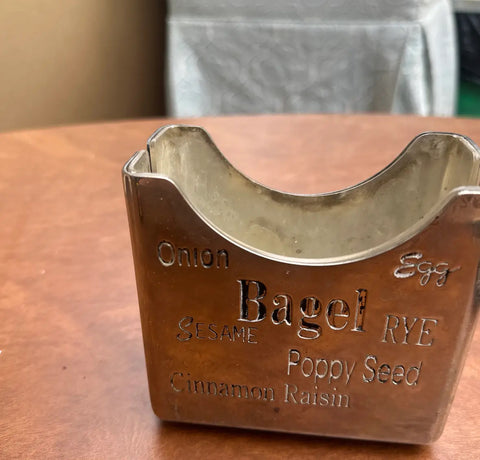 Onion
Egg
Bagel
SESAME
RYE
Poppy Seed
Cinnamon Raisin